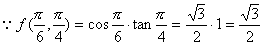 ∵ f(π/6, π/4) = cos π/6 · tan π/4 = √3/2 · 1 = √3/2